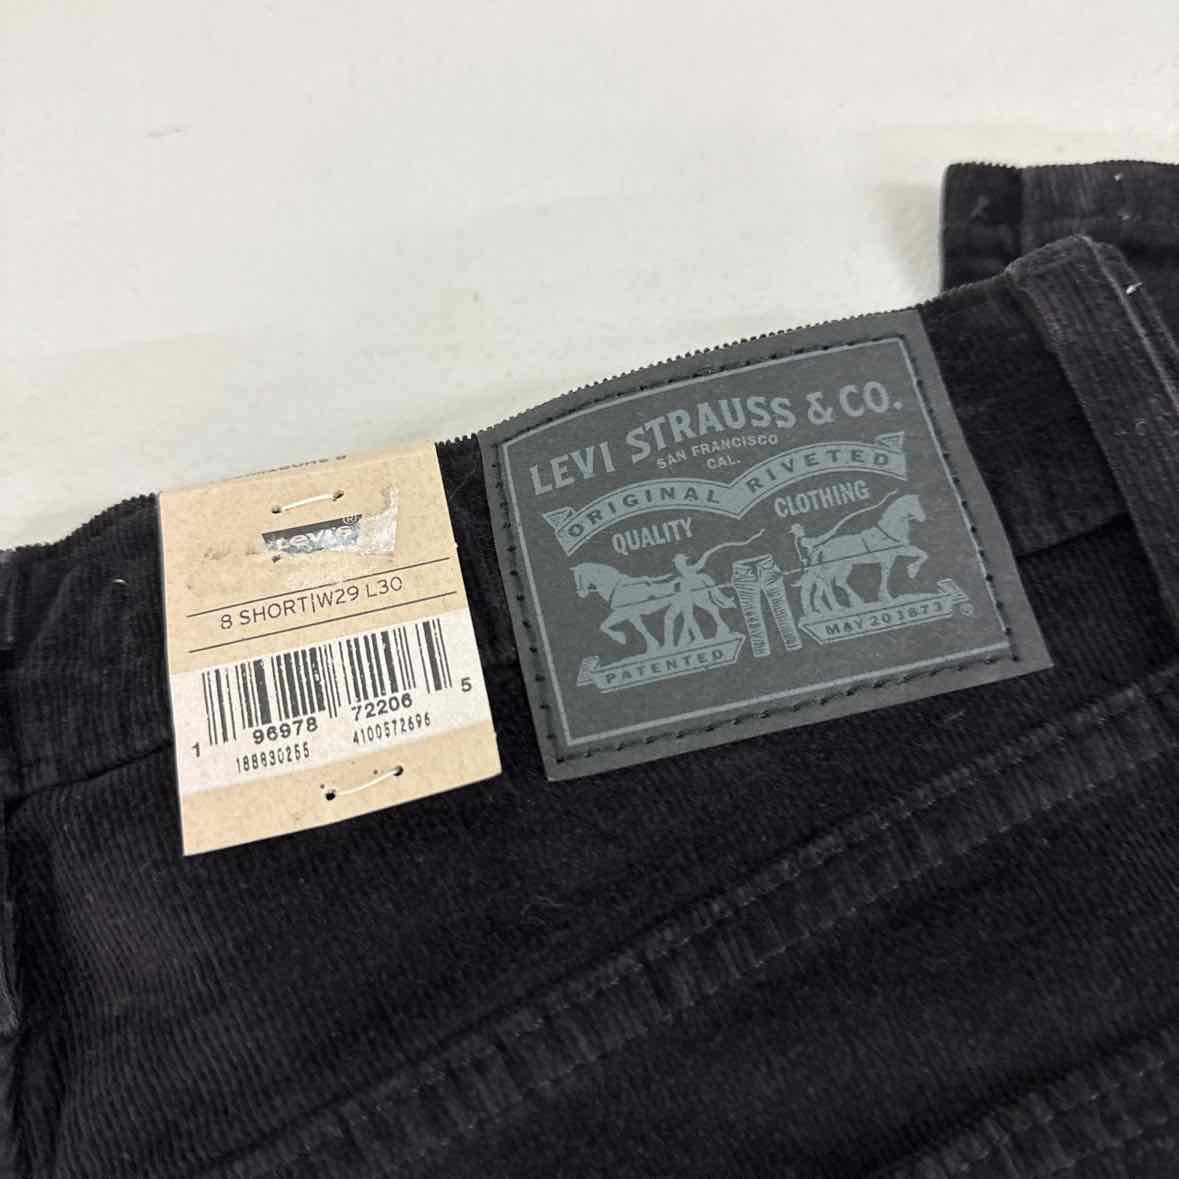 Levi's®
8 SHORT|W29 L30
1 96978 72206 5
188830255 4100572696
LEVI STRAUSS & CO.
SAN FRANCISCO
CAL.
ORIGINAL RIVETED
QUALITY CLOTHING
PATENTED MAY 20 1873